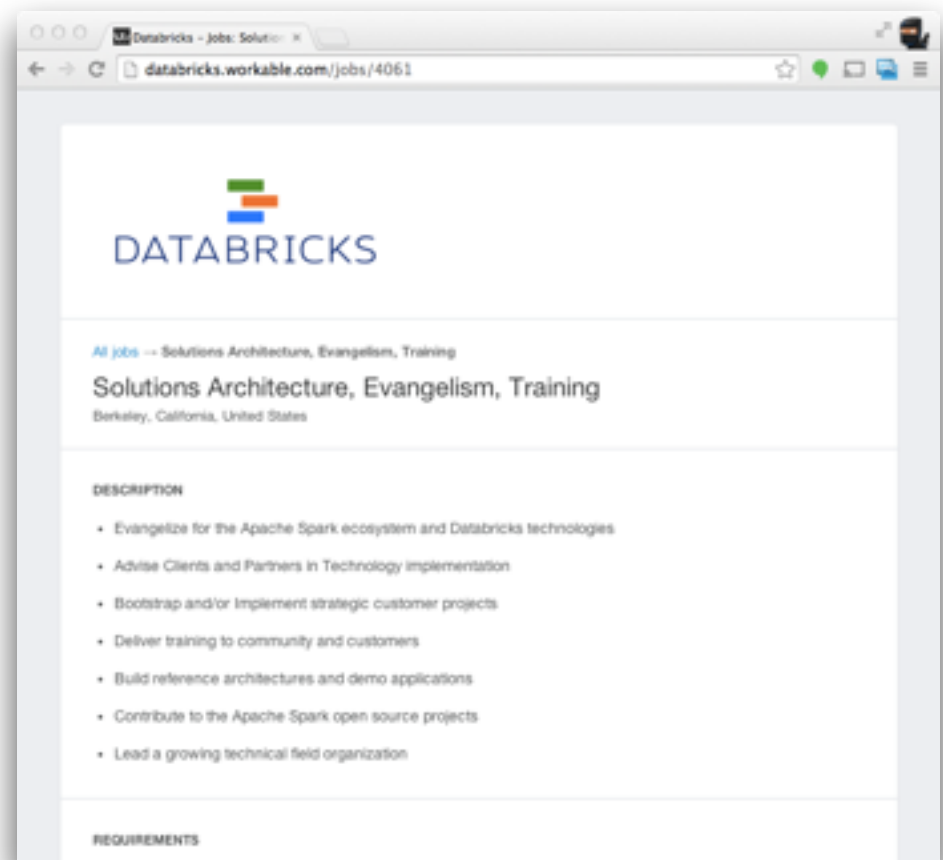 Databricks - Jobs: Solutio
databricks.workable.com/jobs/4061
DATABRICKS
All jobs → Solutions Architecture, Evangelism, Training
Solutions Architecture, Evangelism, Training
Berkeley, California, United States
DESCRIPTION
• Evangelize for the Apache Spark ecosystem and Databricks technologies
• Advise Clients and Partners in Technology implementation
• Bootstrap and/or Implement strategic customer projects
• Deliver training to community and customers
• Build reference architectures and demo applications
• Contribute to the Apache Spark open source projects
• Lead a growing technical field organization
REQUIREMENTS